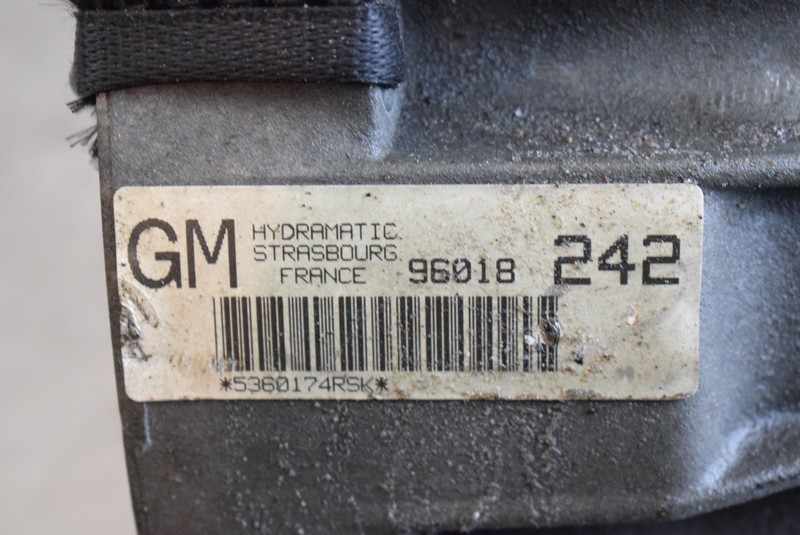 GM
HYDRAMATIC.
STRASBOURG.
FRANCE 96018 242
*5360174RSK*